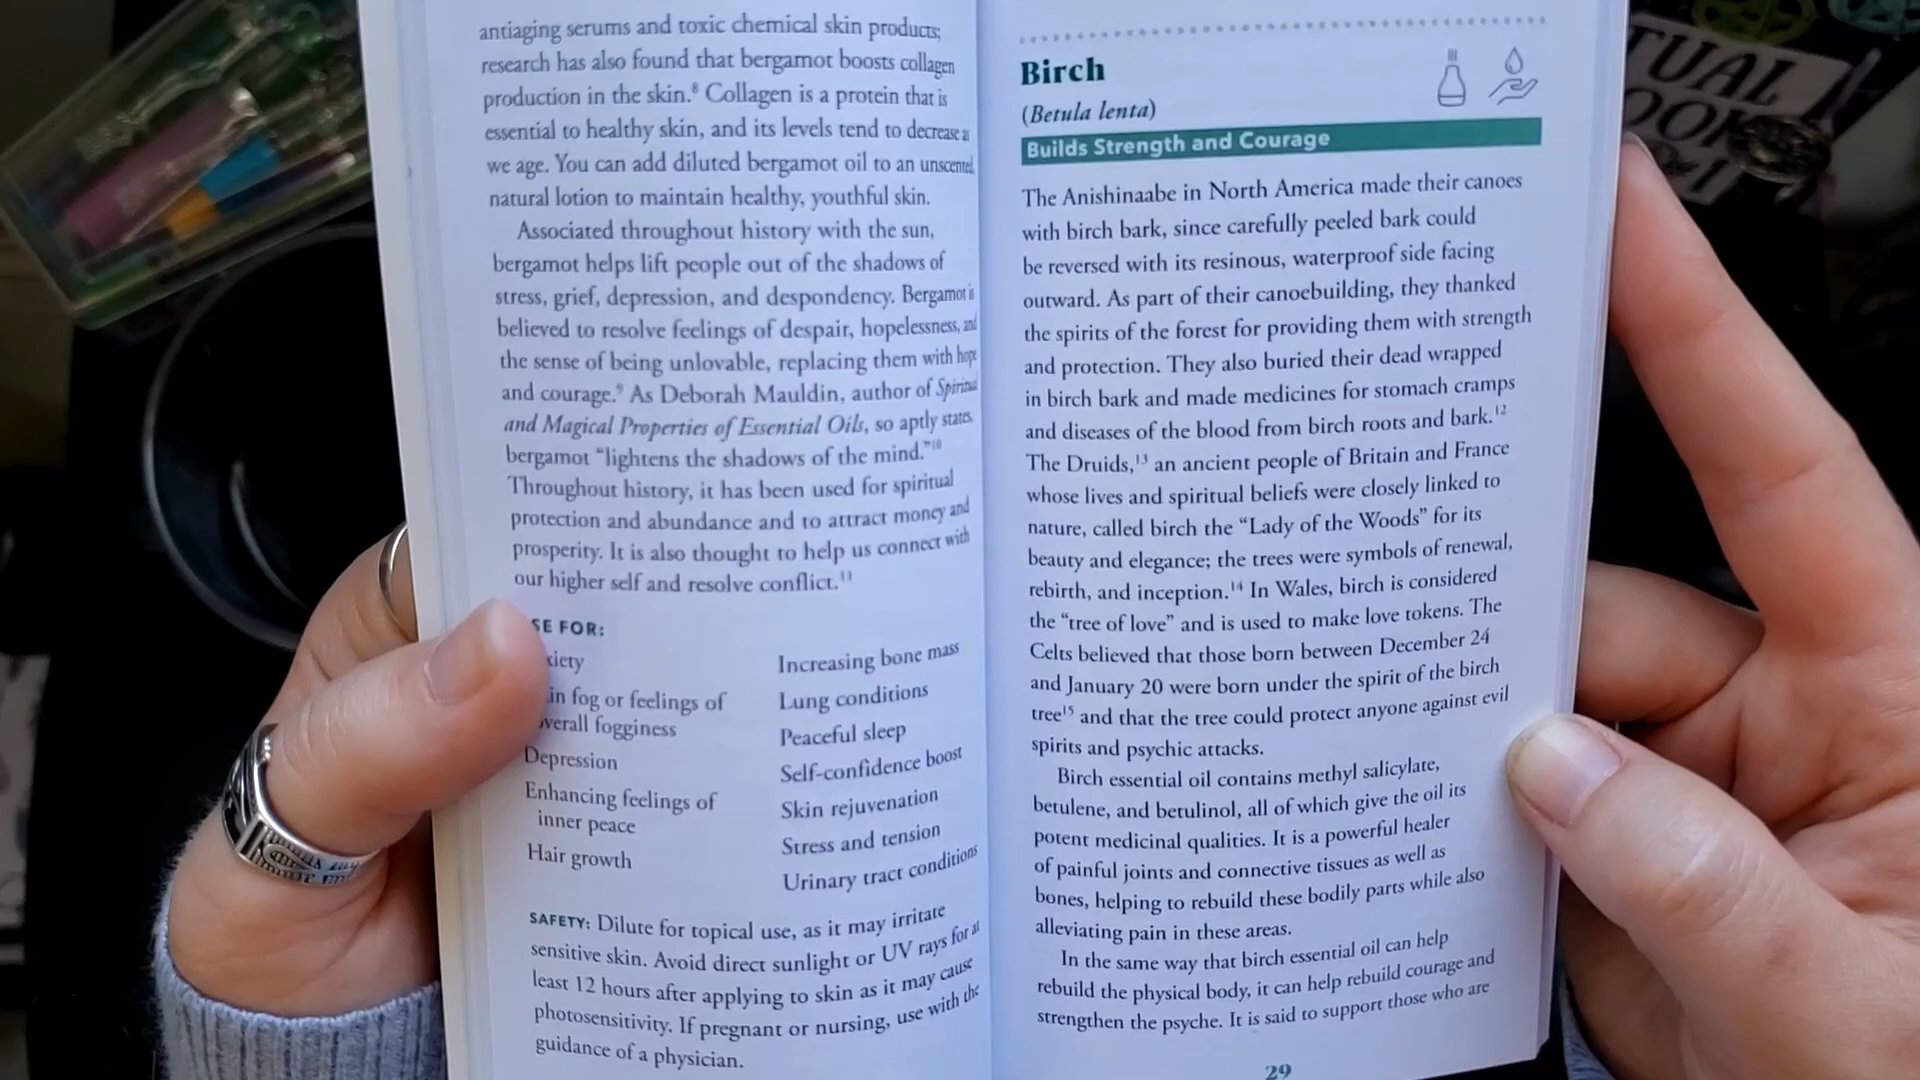 antiaging serums and toxic chemical skin products;
research has also found that bergamot boosts collagen
production in the skin.⁸ Collagen is a protein that is
essential to healthy skin, and its levels tend to decrease as
we age. You can add diluted bergamot oil to an unscented
natural lotion to maintain healthy, youthful skin.
Associated throughout history with the sun,
bergamot helps lift people out of the shadows of
stress, grief, depression, and despondency. Bergamot is
believed to resolve feelings of despair, hopelessness, and
the sense of being unlovable, replacing them with hope
and courage.⁹ As Deborah Mauldin, author of Spiritual
and Magical Properties of Essential Oils, so aptly states,
bergamot “lightens the shadows of the mind.”¹⁰
Throughout history, it has been used for spiritual
protection and abundance and to attract money and
prosperity. It is also thought to help us connect with
our higher self and resolve conflict.¹¹
SE FOR:
xiety
in fog or feelings of
overall fogginess
Depression
Enhancing feelings of
inner peace
Hair growth
Increasing bone mass
Lung conditions
Peaceful sleep
Self-confidence boost
Skin rejuvenation
Stress and tension
Urinary tract conditions
SAFETY: Dilute for topical use, as it may irritate
sensitive skin. Avoid direct sunlight or UV rays for at
least 12 hours after applying to skin as it may cause
photosensitivity. If pregnant or nursing, use with the
guidance of a physician.
Birch
(Betula lenta)
Builds Strength and Courage
The Anishinaabe in North America made their canoes
with birch bark, since carefully peeled bark could
be reversed with its resinous, waterproof side facing
outward. As part of their canoebuilding, they thanked
the spirits of the forest for providing them with strength
and protection. They also buried their dead wrapped
in birch bark and made medicines for stomach cramps
and diseases of the blood from birch roots and bark.¹²
The Druids,¹³ an ancient people of Britain and France
whose lives and spiritual beliefs were closely linked to
nature, called birch the “Lady of the Woods” for its
beauty and elegance; the trees were symbols of renewal,
rebirth, and inception.¹⁴ In Wales, birch is considered
the “tree of love” and is used to make love tokens. The
Celts believed that those born between December 24
and January 20 were born under the spirit of the birch
tree¹⁵ and that the tree could protect anyone against evil
spirits and psychic attacks.
Birch essential oil contains methyl salicylate,
betulene, and betulinol, all of which give the oil its
potent medicinal qualities. It is a powerful healer
of painful joints and connective tissues as well as
bones, helping to rebuild these bodily parts while also
alleviating pain in these areas.
In the same way that birch essential oil can help
rebuild the physical body, it can help rebuild courage and
strengthen the psyche. It is said to support those who are
29
TUAL